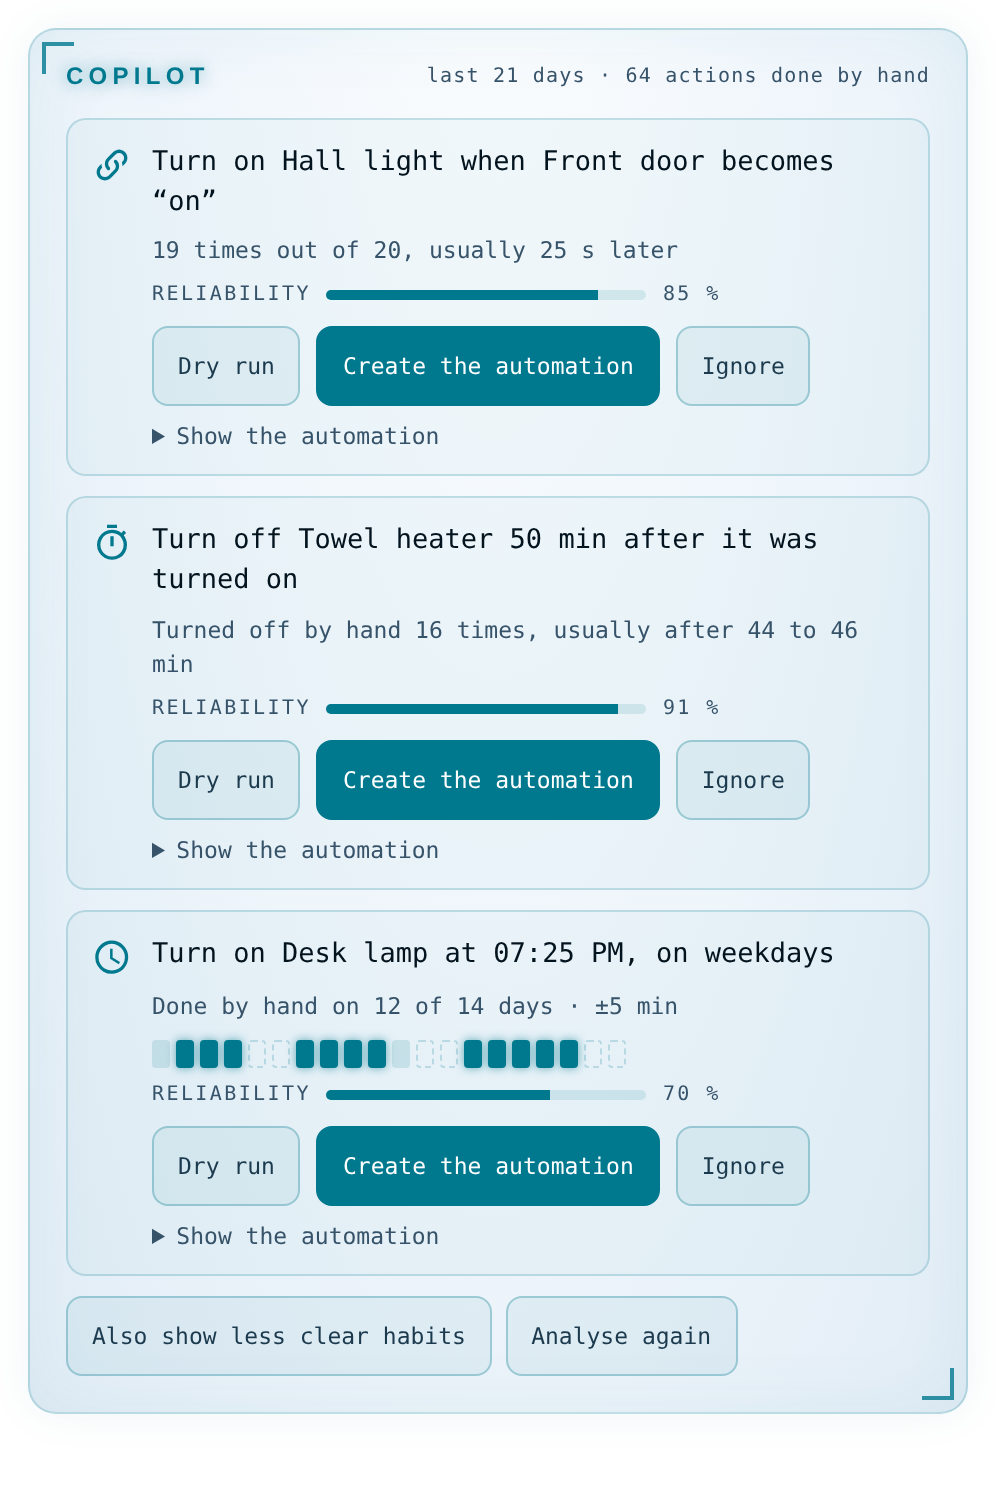 COPILOT
last 21 days · 64 actions done by hand
Turn on Hall light when Front door becomes
“on”
19 times out of 20, usually 25 s later
RELIABILITY 85 %
Dry run
Create the automation
Ignore
▶ Show the automation
Turn off Towel heater 50 min after it was
turned on
Turned off by hand 16 times, usually after 44 to 46
min
RELIABILITY 91 %
Dry run
Create the automation
Ignore
▶ Show the automation
Turn on Desk lamp at 07:25 PM, on weekdays
Done by hand on 12 of 14 days · ±5 min
RELIABILITY 70 %
Dry run
Create the automation
Ignore
▶ Show the automation
Also show less clear habits
Analyse again